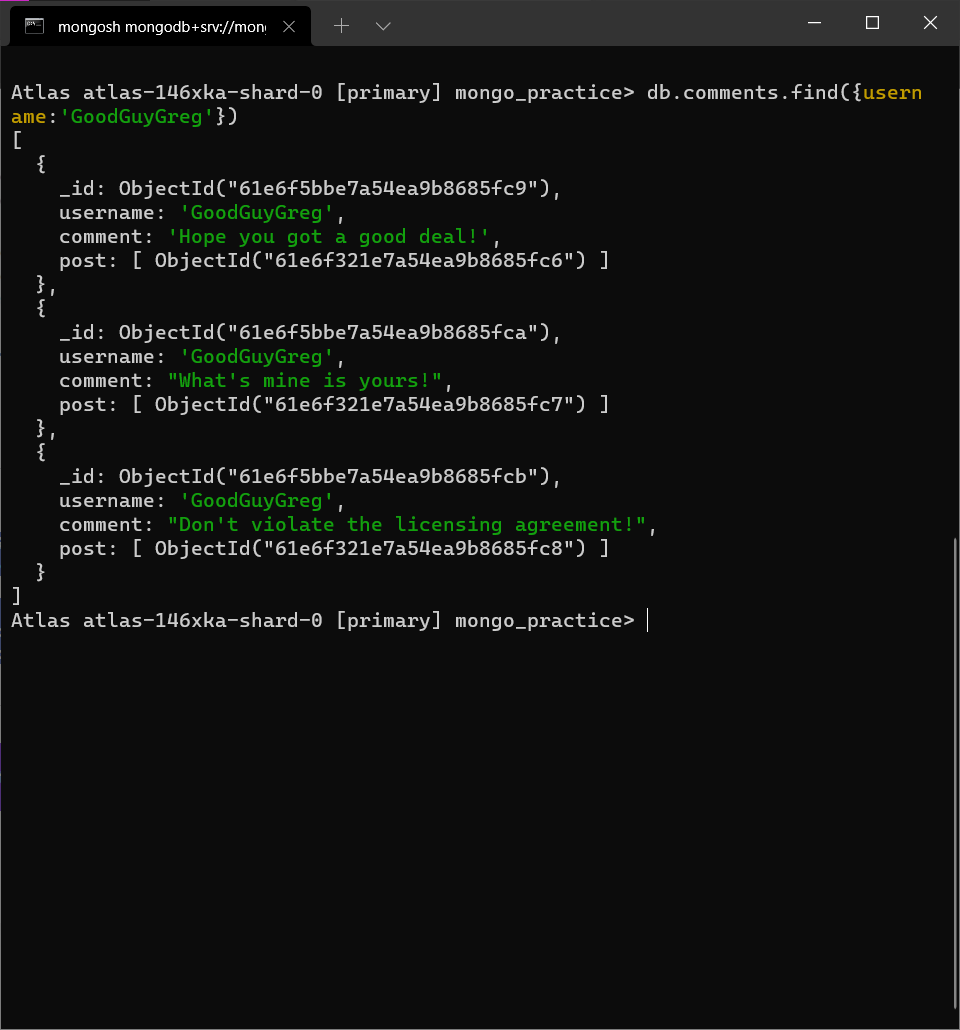 mongosh mongodb+srv://mon
Atlas atlas-146xka-shard-0 [primary] mongo_practice> db.comments.find({usern
ame:'GoodGuyGreg'})
[
  {
    _id: ObjectId("61e6f5bbe7a54ea9b8685fc9"),
    username: 'GoodGuyGreg',
    comment: 'Hope you got a good deal!',
    post: [ ObjectId("61e6f321e7a54ea9b8685fc6") ]
  },
  {
    _id: ObjectId("61e6f5bbe7a54ea9b8685fca"),
    username: 'GoodGuyGreg',
    comment: "What's mine is yours!",
    post: [ ObjectId("61e6f321e7a54ea9b8685fc7") ]
  },
  {
    _id: ObjectId("61e6f5bbe7a54ea9b8685fcb"),
    username: 'GoodGuyGreg',
    comment: "Don't violate the licensing agreement!",
    post: [ ObjectId("61e6f321e7a54ea9b8685fc8") ]
  }
]
Atlas atlas-146xka-shard-0 [primary] mongo_practice>